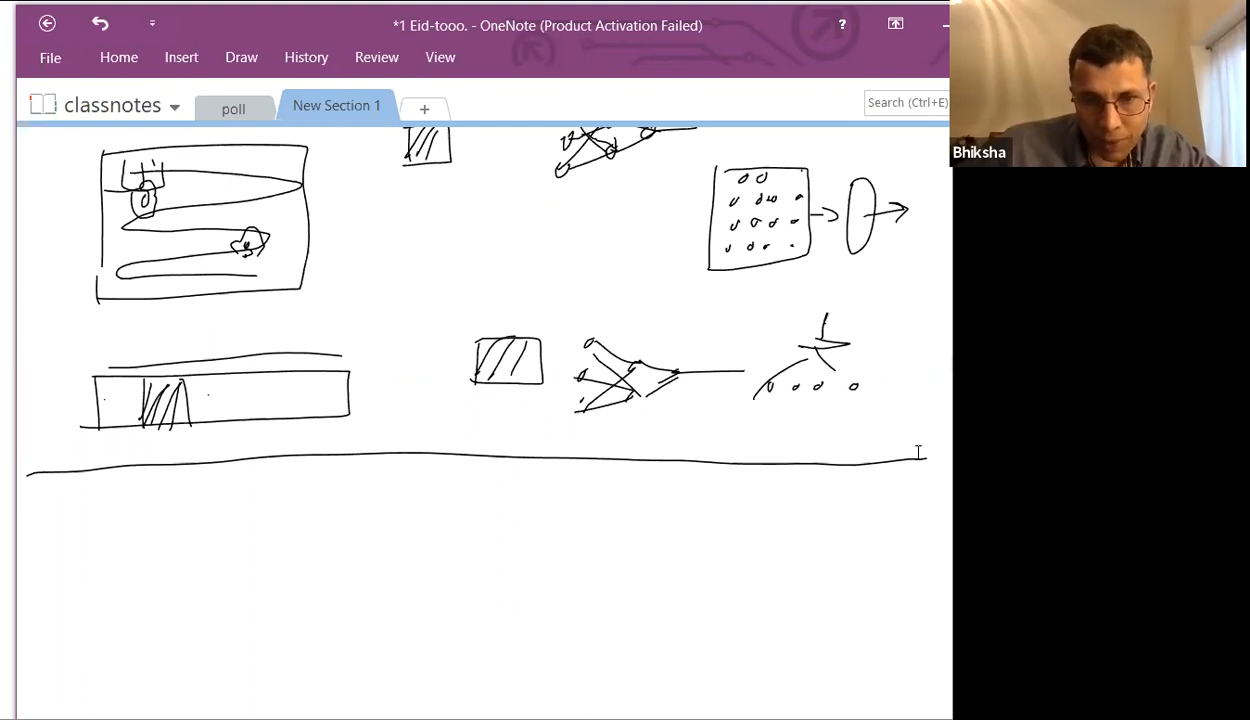 *1 Eid-tooo. - OneNote (Product Activation Failed)
?
File Home Insert Draw History Review View
classnotes poll New Section 1 +
Search (Ctrl+E)
Bhiksha